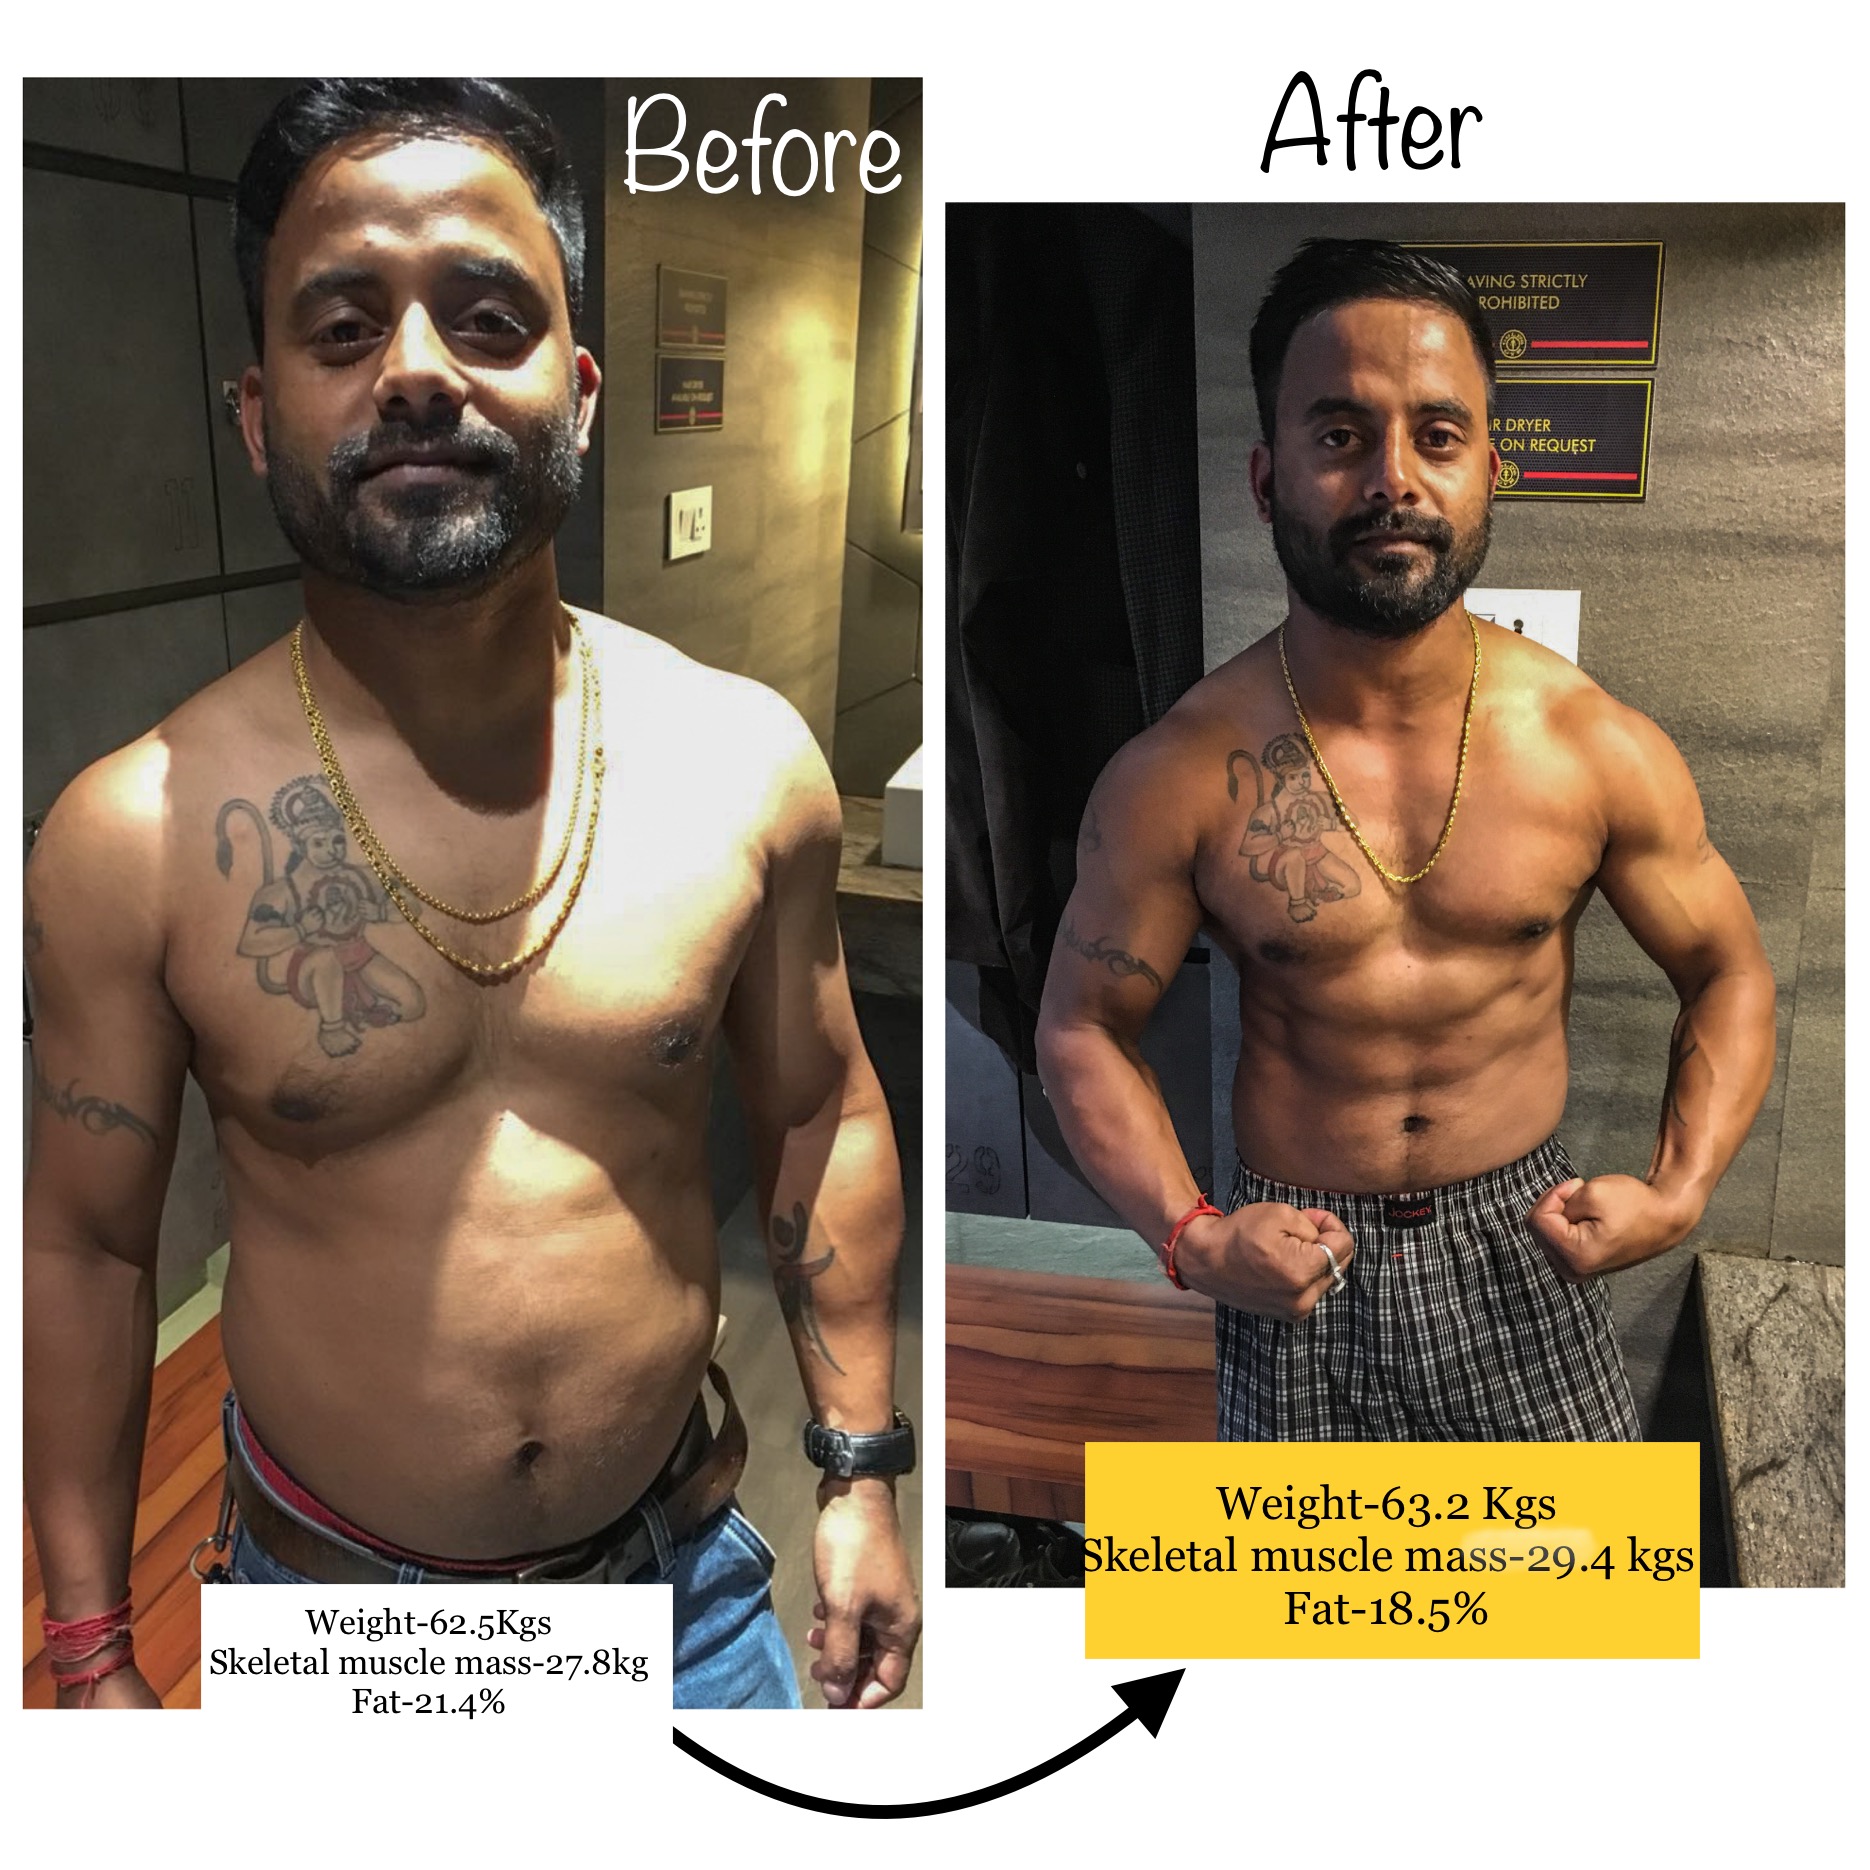 Before
After
AVING STRICTLY
ROHIBITED
DRYER
ON REQUEST
JOCKEY
Weight-62.5Kgs
Skeletal muscle mass-27.8kg
Fat-21.4%
Weight-63.2 Kgs
Skeletal muscle mass-29.4 kgs
Fat-18.5%